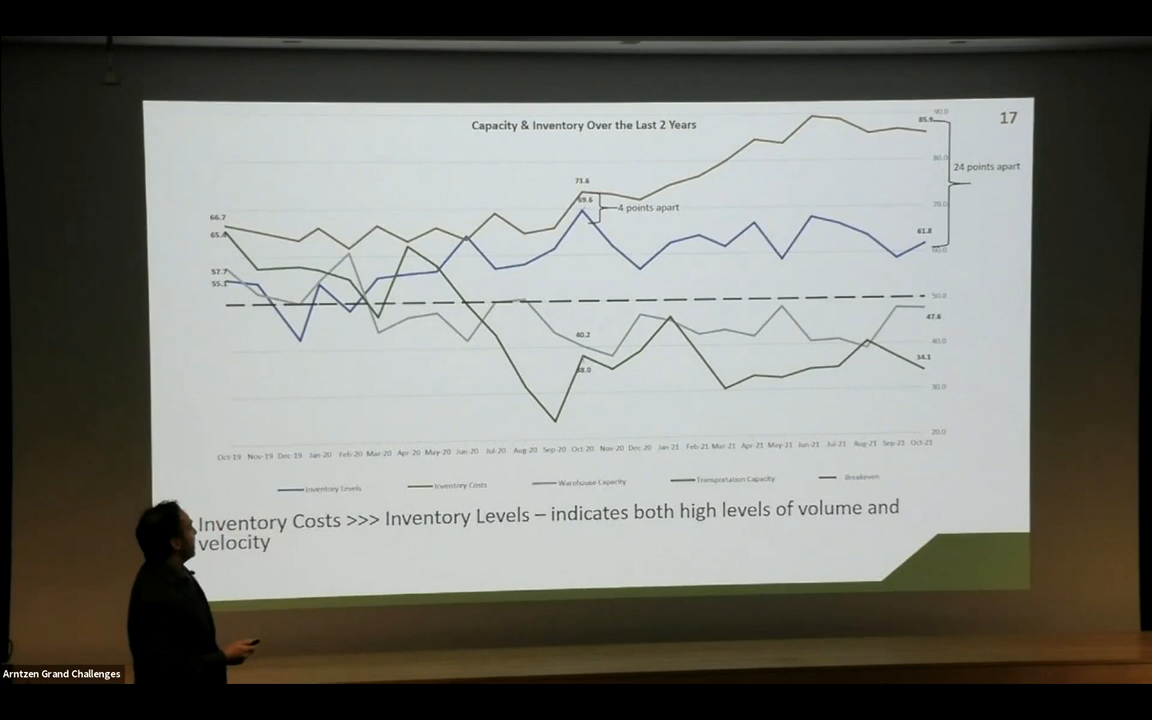 Capacity & Inventory Over the Last 2 Years
17
90.0
85.9
80.0
24 points apart
73.6
70.0
69.6
4 points apart
66.7
65.4
61.8
60.0
57.7
55.1
50.0
47.6
40.2
40.0
34.1
30.0
20.0
Oct-19 Nov-19 Dec-19 Jan-20 Feb-20 Mar-20 Apr-20 May-20 Jun-20 Jul-20 Aug-20 Sep-20 Oct-20 Nov-20 Dec-20 Jan-21 Feb-21 Mar-21 Apr-21 May-21 Jun-21 Jul-21 Aug-21 Sep-21 Oct-21
Inventory Levels Inventory Costs Warehouse Capacity Transportation Capacity Breakeven
Inventory Costs >>> Inventory Levels – indicates both high levels of volume and
velocity
Arntzen Grand Challenges